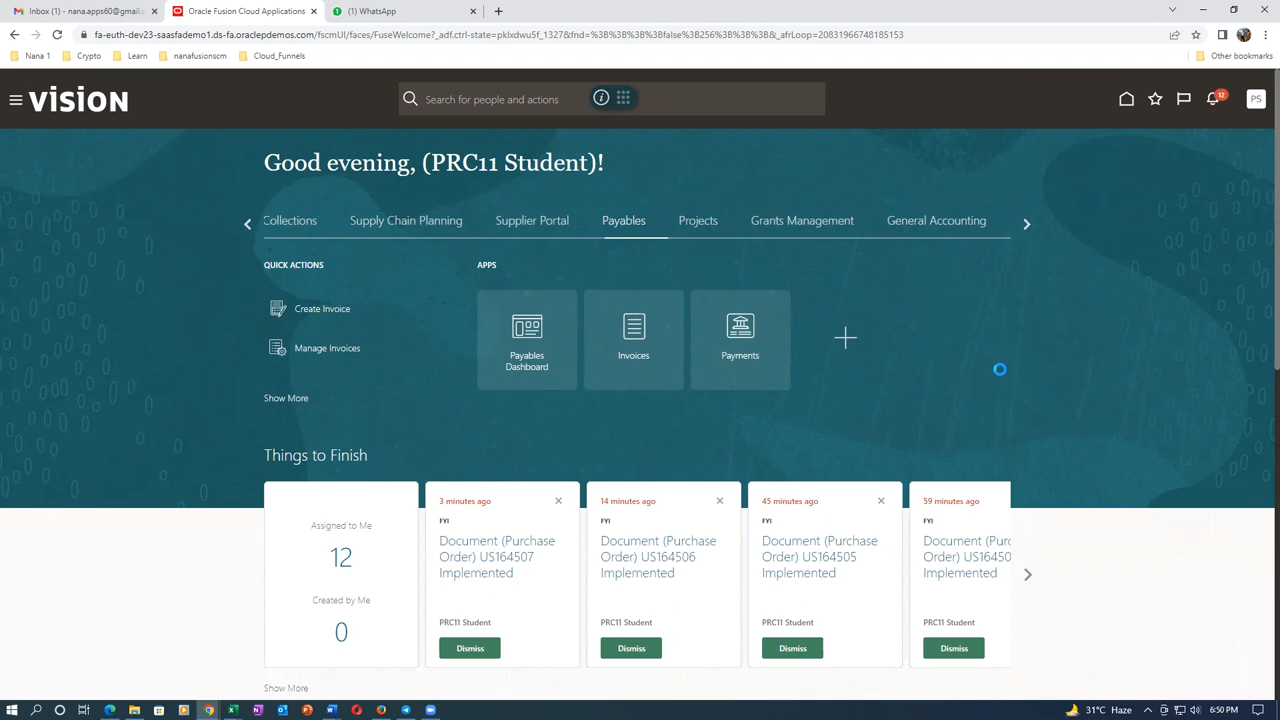 Inbox (1) - nana.apps60@gmail.c
Oracle Fusion Cloud Applications
(1) WhatsApp
fa-euth-dev23-saasfademo1.ds-fa.oraclepdemos.com/fscmUI/faces/FuseWelcome?_adf.ctrl-state=pklxdwu5f_1327&fnd=%3B%3B%3B%3Bfalse%3B256%3B%3B%3B&_afrLoop=20831966748185153
Nana 1
Crypto
Learn
nanafusionscm
Cloud_Funnels
Other bookmarks
VISION
Search for people and actions
12
PS
Good evening, (PRC11 Student)!
Collections
Supply Chain Planning
Supplier Portal
Payables
Projects
Grants Management
General Accounting
QUICK ACTIONS
APPS
Create Invoice
Manage Invoices
Show More
Payables
Dashboard
Invoices
Payments
Things to Finish
Assigned to Me
12
Created by Me
0
3 minutes ago
FYI
Document (Purchase
Order) US164507
Implemented
PRC11 Student
Dismiss
14 minutes ago
FYI
Document (Purchase
Order) US164506
Implemented
PRC11 Student
Dismiss
45 minutes ago
FYI
Document (Purchase
Order) US164505
Implemented
PRC11 Student
Dismiss
59 minutes ago
FYI
Document (Purc
Order) US16450
Implemented
PRC11 Student
Dismiss
Show More
31°C Haze
6:50 PM